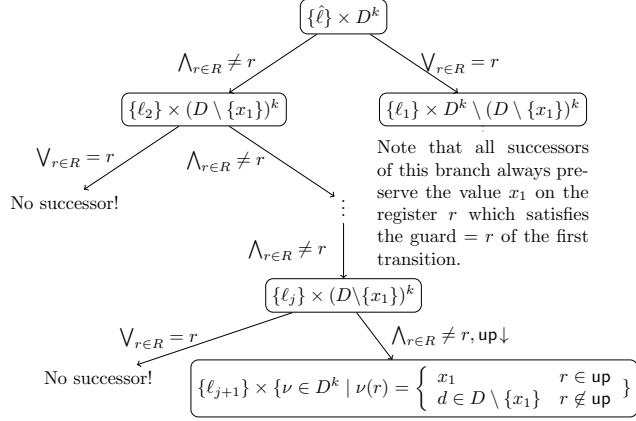 {ℓ̂} × D^k
⋀_{r∈R} ≠ r
⋁_{r∈R} = r
{ℓ_2} × (D \ {x_1})^k
{ℓ_1} × D^k \ (D \ {x_1})^k
⋁_{r∈R} = r
⋀_{r∈R} ≠ r
No successor!
Note that all successors
of this branch always pre-
serve the value x_1 on the
register r which satisfies
the guard = r of the first
transition.
⋮
⋀_{r∈R} ≠ r
{ℓ_j} × (D\{x_1})^k
⋁_{r∈R} = r
⋀_{r∈R} ≠ r, up↓
No successor!
{ℓ_{j+1}} × {ν ∈ D^k | ν(r) = { x_1 r ∈ up
d ∈ D \ {x_1} r ∉ up }